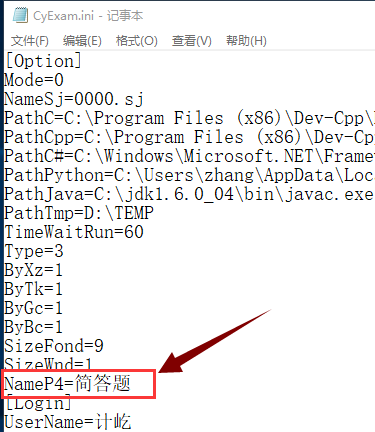 CyExam.ini - 记事本
文件(F) 编辑(E) 格式(O) 查看(V) 帮助(H)
[Option]
Mode=0
NameSj=0000.sj
PathC=C:\Program Files (x86)\Dev-Cpp\
PathCpp=C:\Program Files (x86)\Dev-Cp
PathC#=C:\Windows\Microsoft.NET\Frame
PathPython=C:\Users\zhang\AppData\Loc
PathJava=C:\jdk1.6.0_04\bin\javac.exe
PathTmp=D:\TEMP
TimeWaitRun=60
Type=3
ByXz=1
ByTk=1
ByGc=1
ByBc=1
SizeFond=9
SizeWnd=1
NameP4=简答题
[Login]
UserName=计屹